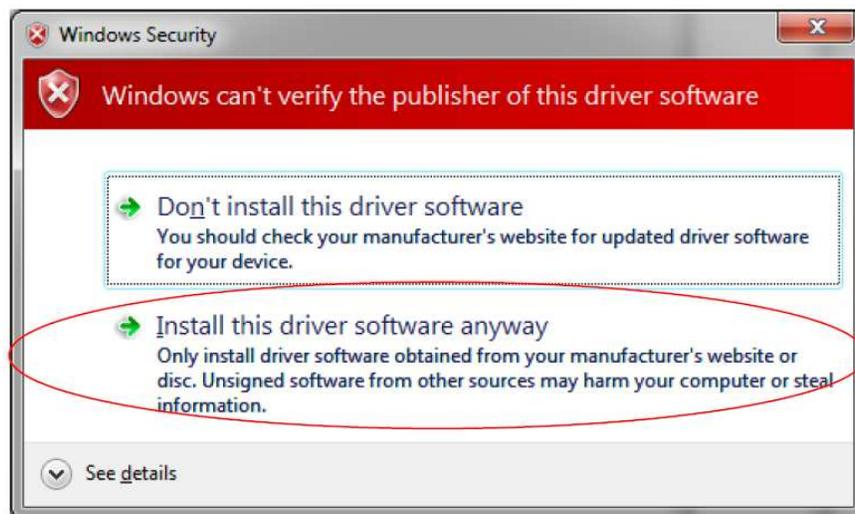 Windows Security
Windows can't verify the publisher of this driver software
Don't install this driver software
You should check your manufacturer's website for updated driver software
for your device.
Install this driver software anyway
Only install driver software obtained from your manufacturer's website or
disc. Unsigned software from other sources may harm your computer or steal
information.
See details